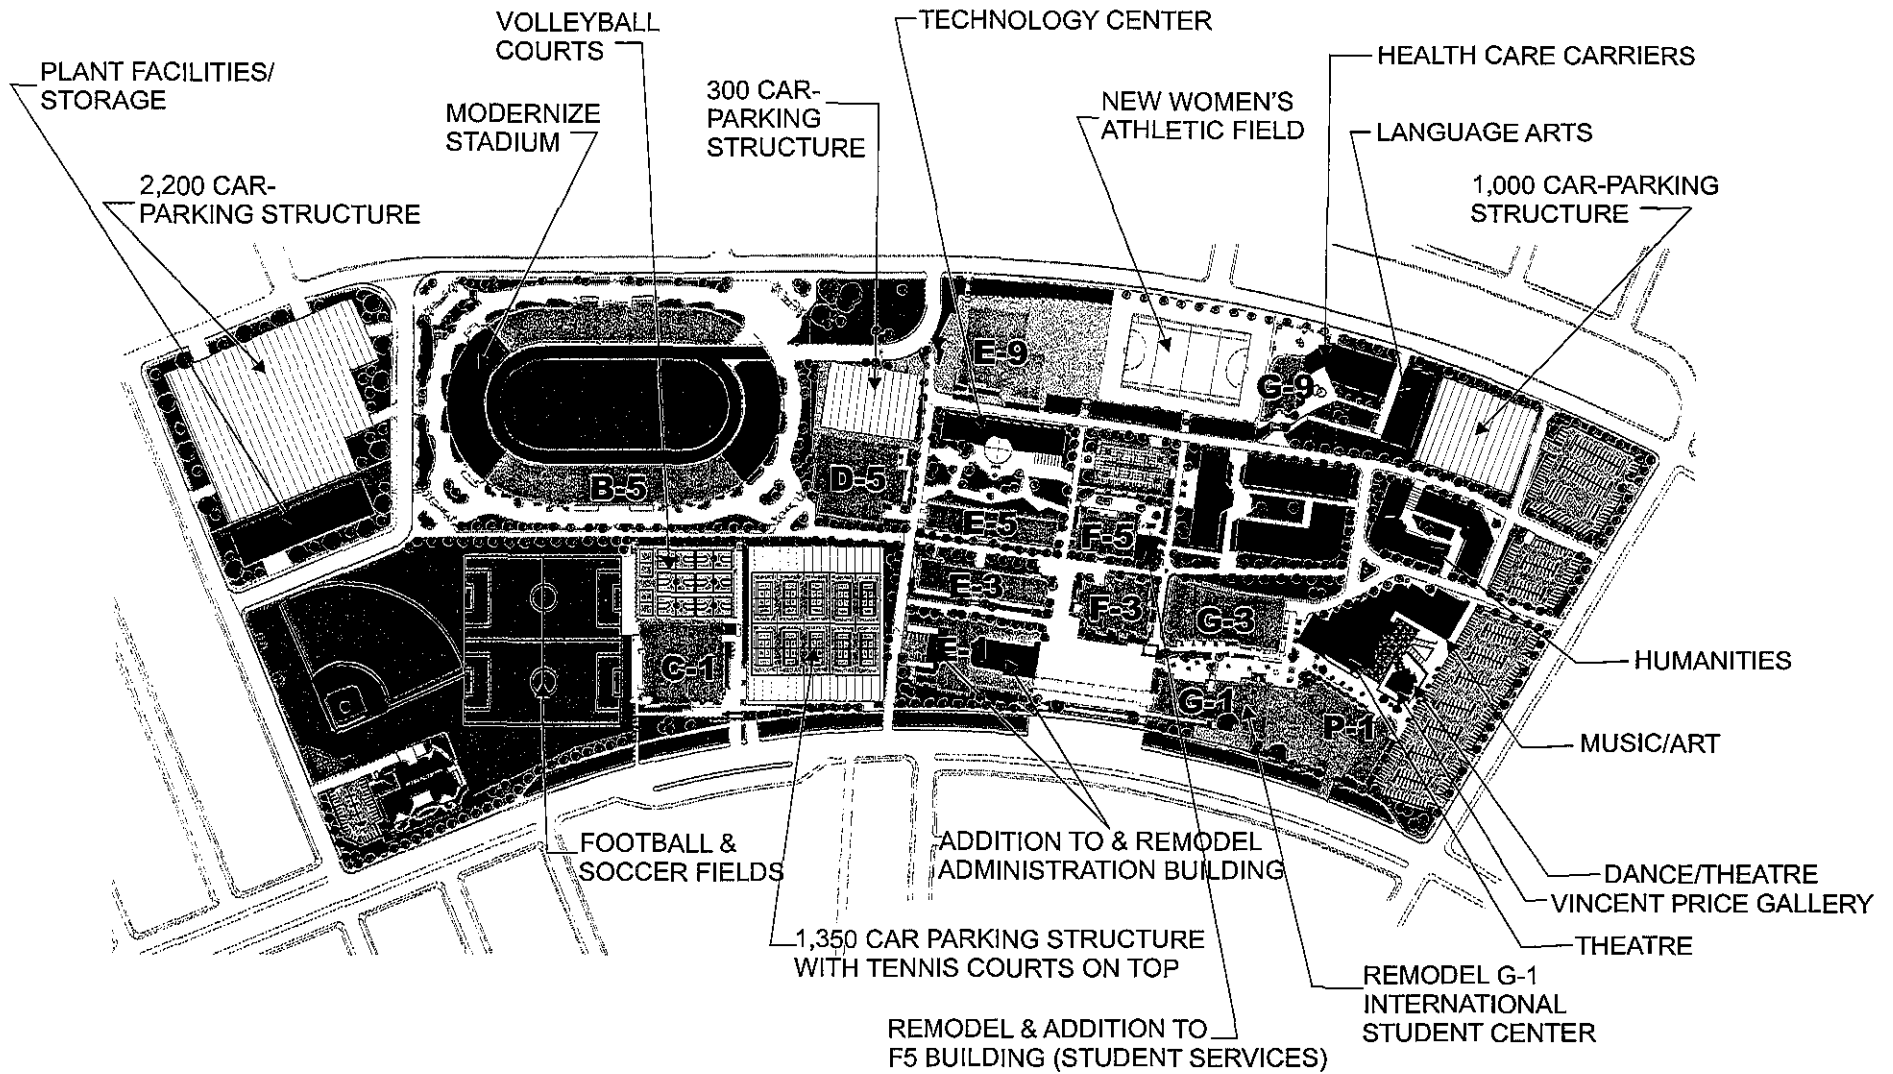 VOLLEYBALL
COURTS
TECHNOLOGY CENTER
HEALTH CARE CARRIERS
PLANT FACILITIES/
STORAGE
MODERNIZE
STADIUM
300 CAR-
PARKING
STRUCTURE
NEW WOMEN'S
ATHLETIC FIELD
LANGUAGE ARTS
2,200 CAR-
PARKING STRUCTURE
1,000 CAR-PARKING
STRUCTURE
E-9
G-9
B-5
D-5
E-5
F-5
E-3
F-3
G-3
C-1
E-1
G-1
P-1
HUMANITIES
MUSIC/ART
FOOTBALL &
SOCCER FIELDS
ADDITION TO & REMODEL
ADMINISTRATION BUILDING
DANCE/THEATRE
VINCENT PRICE GALLERY
THEATRE
1,350 CAR PARKING STRUCTURE
WITH TENNIS COURTS ON TOP
REMODEL G-1
INTERNATIONAL
STUDENT CENTER
REMODEL & ADDITION TO
F5 BUILDING (STUDENT SERVICES)